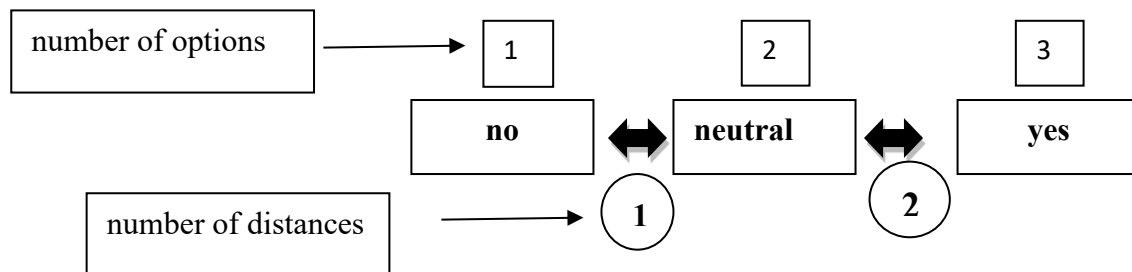 number of options
1 2 3
no neutral yes
number of distances
1 2